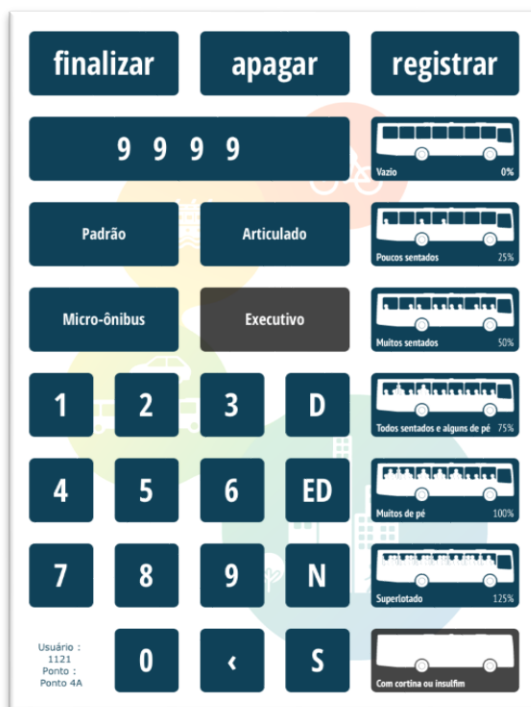 finalizar apagar registrar
9 9 9 9
Vazio 0%
Padrão Articulado
Poucos sentados 25%
Micro-ônibus Executivo
Muitos sentados 50%
1 2 3 D
Todos sentados e alguns de pé 75%
4 5 6 ED
Muitos de pé 100%
7 8 9 N
Superlotado 125%
Usuário :
1121
Ponto :
Ponto 4A
0 ‹ S
Com cortina ou insulfim